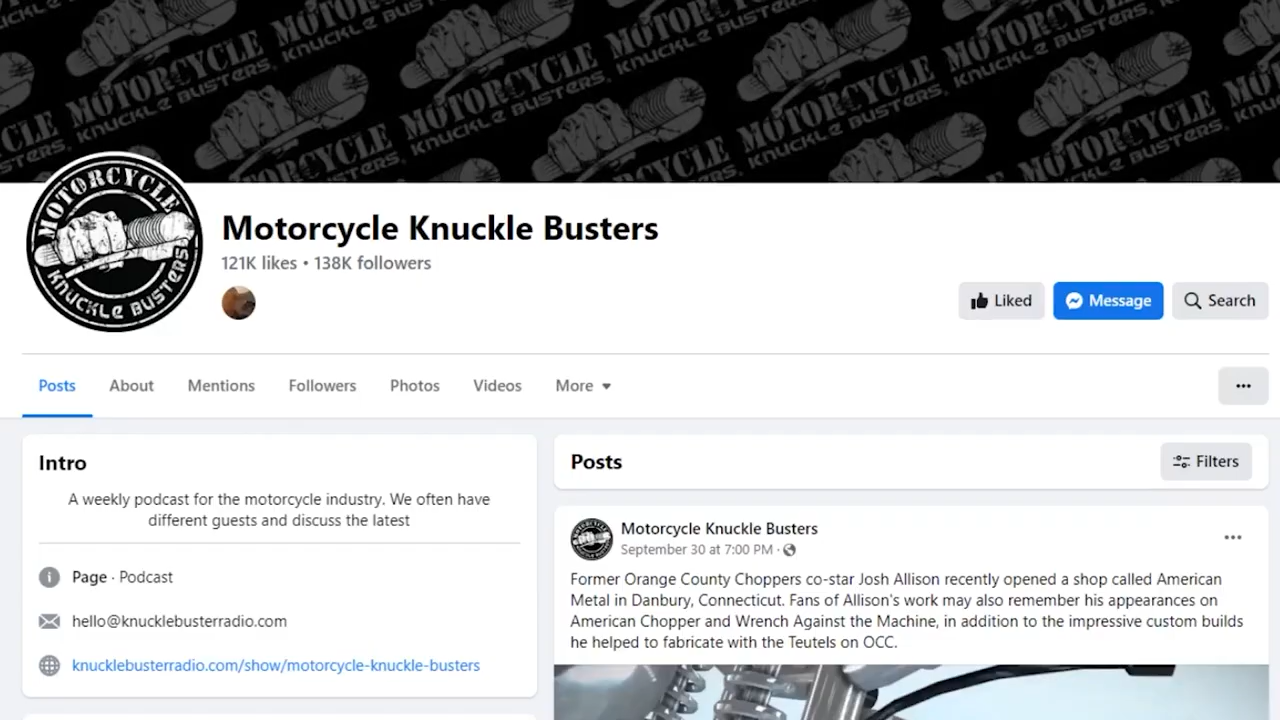 MOTORCYCLE
KNUCKLE BUSTERS
MOTORCYCLE
KNUCKLE BUSTERS
Motorcycle Knuckle Busters
121K likes • 138K followers
Liked
Message
Search
Posts
About
Mentions
Followers
Photos
Videos
More
Intro
A weekly podcast for the motorcycle industry. We often have
different guests and discuss the latest
Page · Podcast
hello@knucklebusterradio.com
knucklebusterradio.com/show/motorcycle-knuckle-busters
Posts
Filters
Motorcycle Knuckle Busters
September 30 at 7:00 PM ·
Former Orange County Choppers co-star Josh Allison recently opened a shop called American
Metal in Danbury, Connecticut. Fans of Allison's work may also remember his appearances on
American Chopper and Wrench Against the Machine, in addition to the impressive custom builds
he helped to fabricate with the Teutels on OCC.